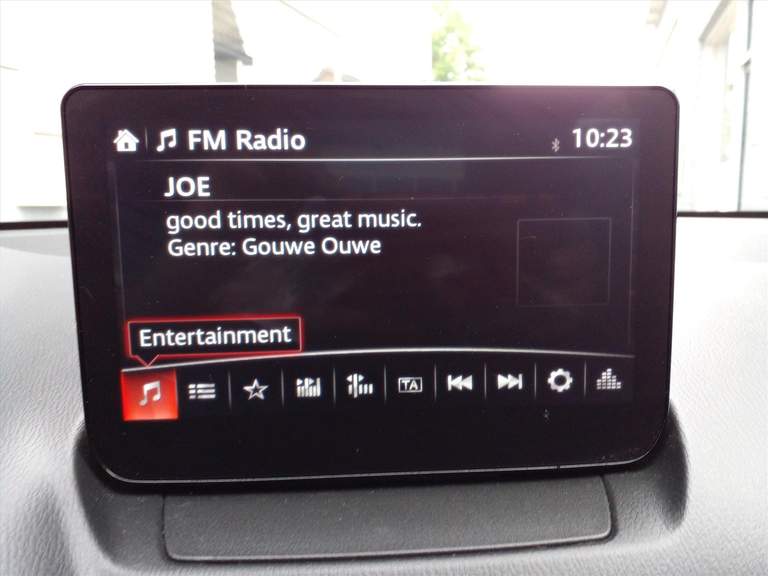 FM Radio
10:23
JOE
good times, great music.
Genre: Gouwe Ouwe
Entertainment
TA